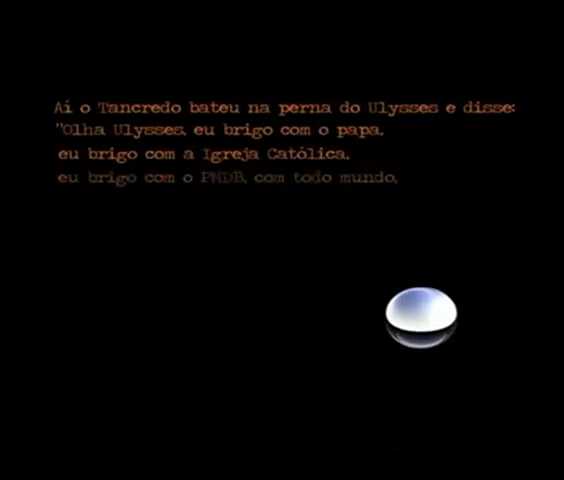 Aí o Tancredo bateu na perna do Ulysses e disse:
"Olha Ulysses, eu brigo com o papa,
eu brigo com a Igreja Católica,
eu brigo com o PMDB, com todo mundo,